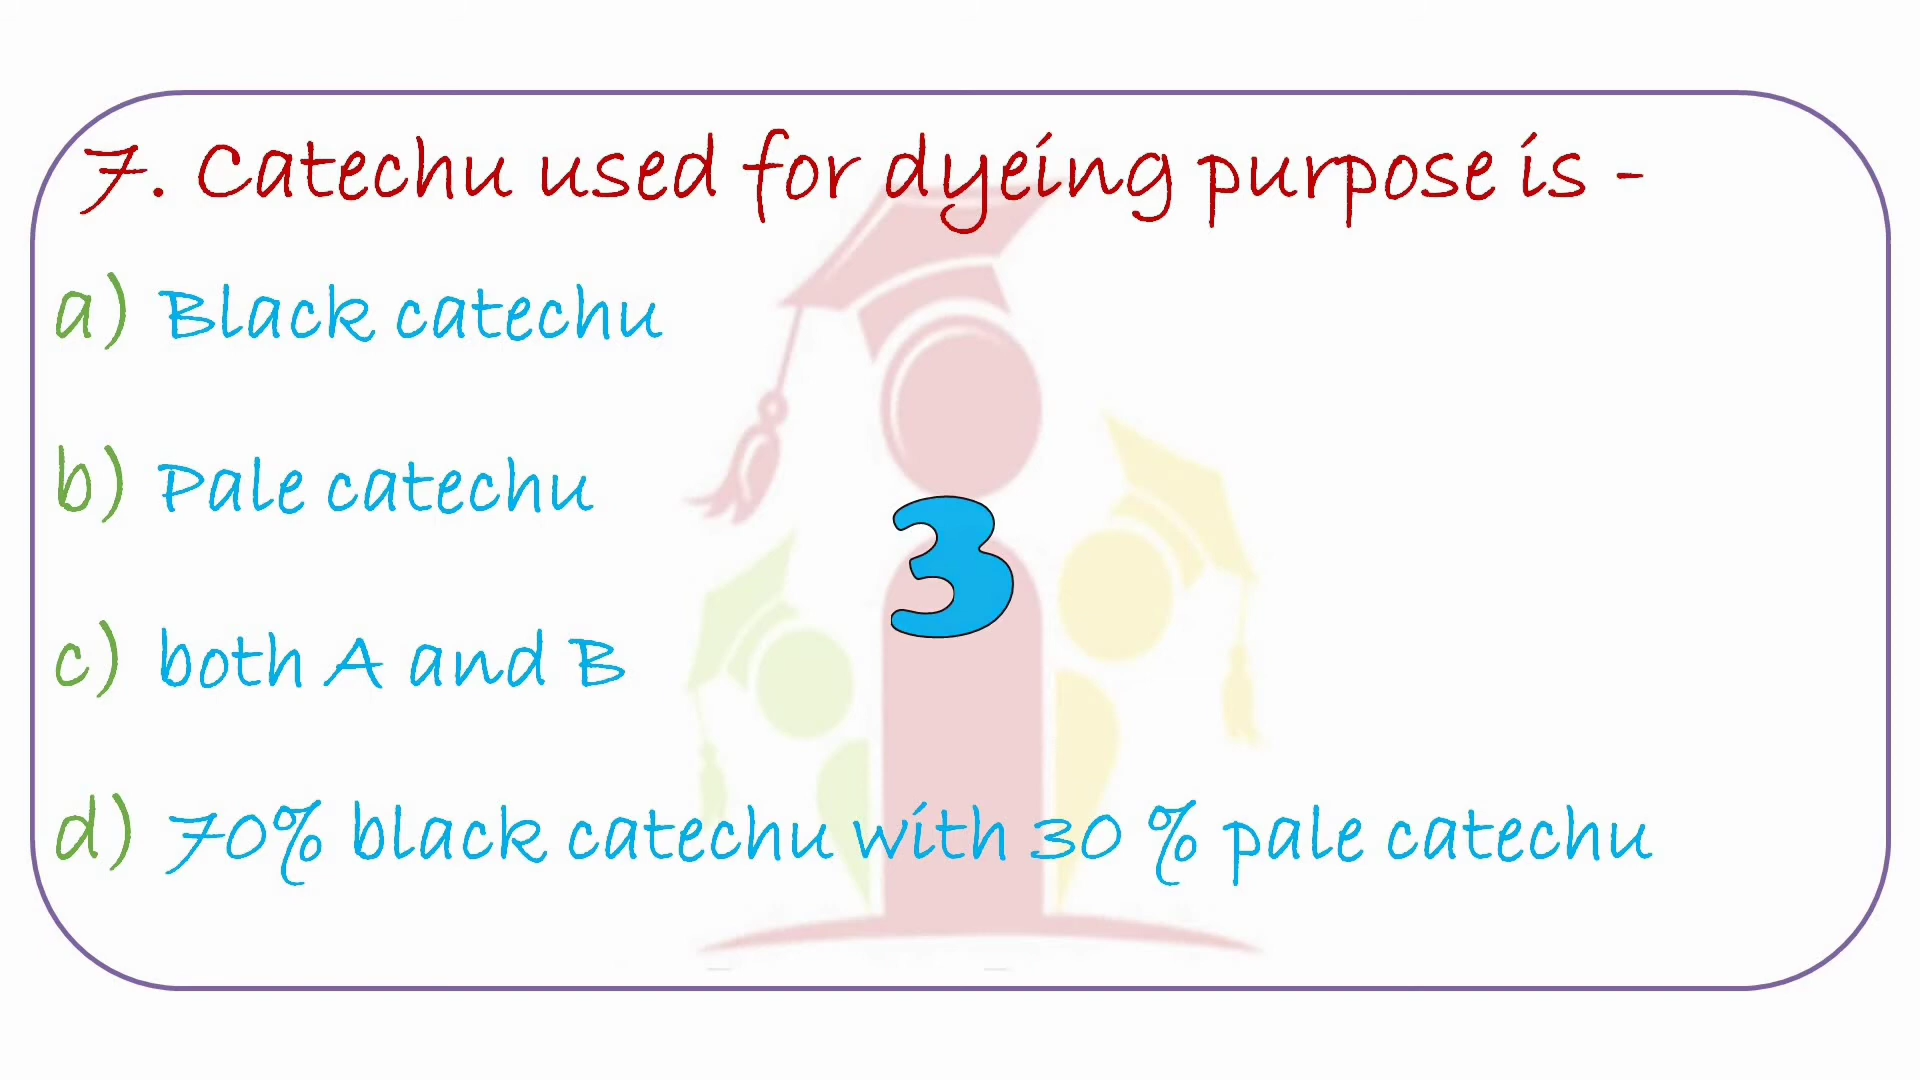 7. Catechu used for dyeing purpose is -
a) Black catechu
b) Pale catechu
3
c) both A and B
d) 70% black catechu with 30 % pale catechu